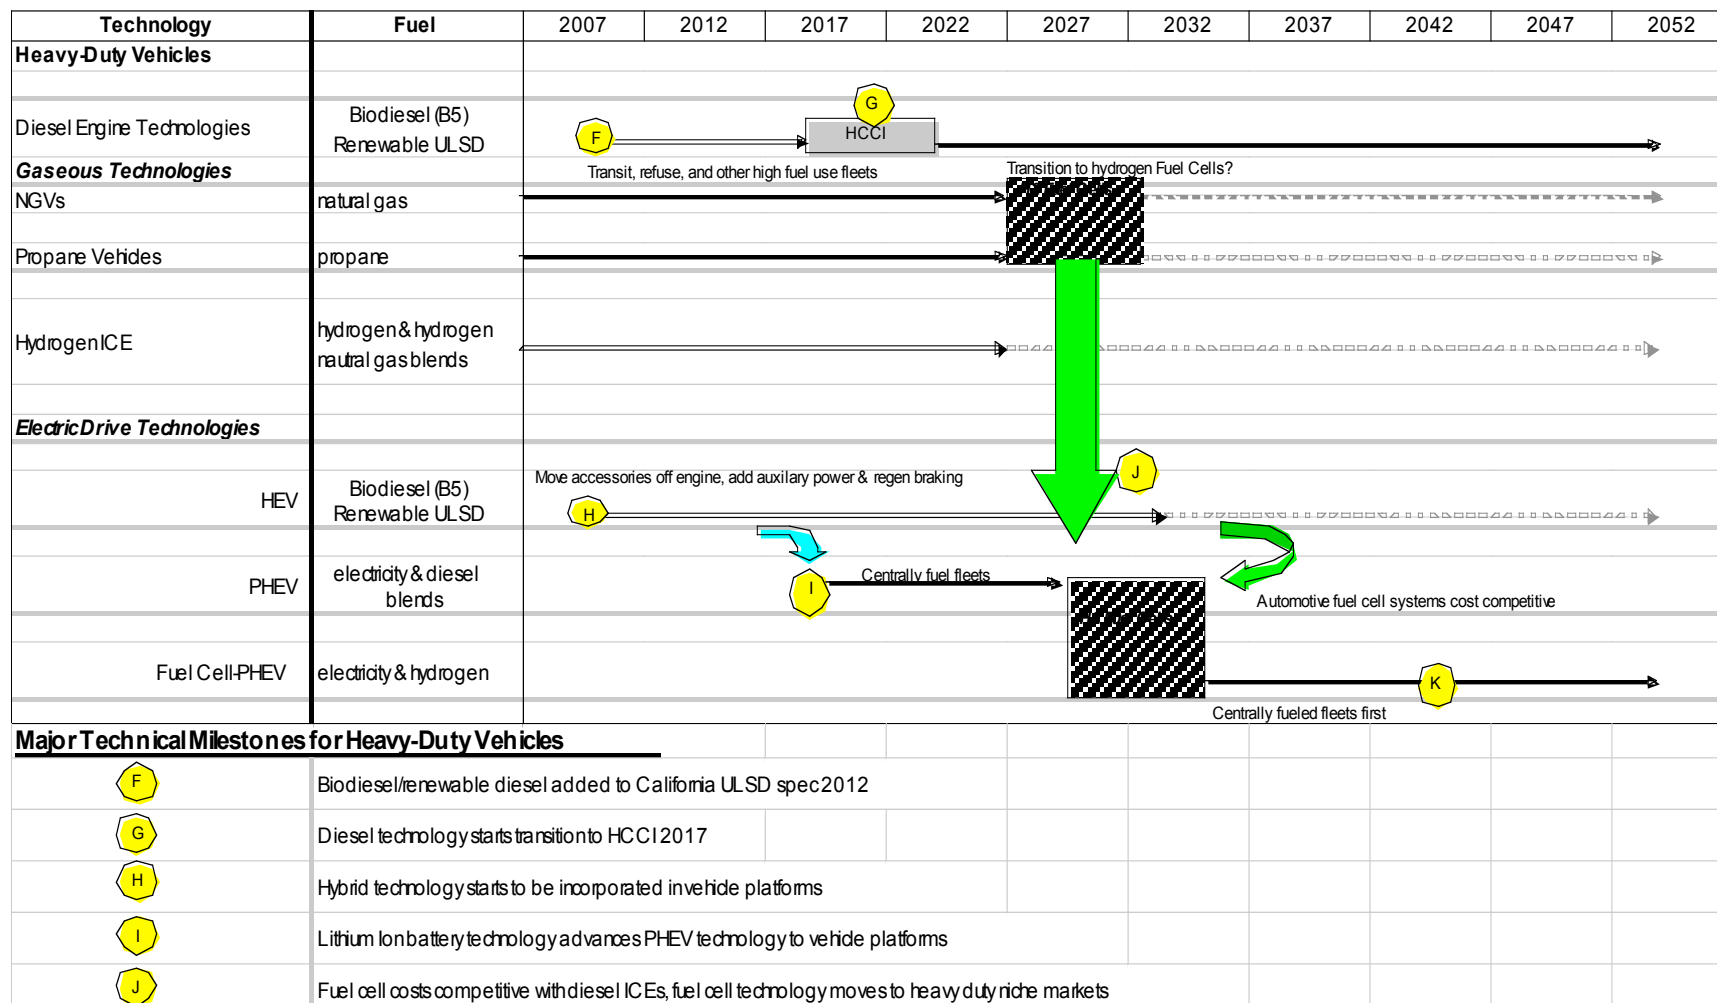 Technology Fuel 2007 2012 2017 2022 2027 2032 2037 2042 2047 2052
Heavy-Duty Vehicles
G
Diesel Engine Technologies
Biodiesel (B5)
Renewable ULSD
F
HCCI
Gaseous Technologies
Transit, refuse, and other high fuel use fleets
Transition to hydrogen Fuel Cells?
NGVs natural gas
Propane Vehicles propane
Hydrogen ICE
hydrogen & hydrogen
nautral gas blends
Electric Drive Technologies
Move accessories off engine, add auxilary power & regen braking
J
HEV
Biodiesel (B5)
Renewable ULSD
H
PHEV
electricity & diesel
blends
I
Centrally fuel fleets
Automotive fuel cell systems cost competitive
Fuel Cell-PHEV electricity & hydrogen
K
Centrally fueled fleets first
Major Technical Milestones for Heavy-Duty Vehicles
F Biodiesel/renewable diesel added to California ULSD spec 2012
G Diesel technology starts transition to HCCI 2017
H Hybrid technology starts to be incorporated in vehicle platforms
I Lithium Ion battery technology advances PHEV technology to vehicle platforms
J Fuel cell costs competitive with diesel ICEs, fuel cell technology moves to heavy duty niche markets